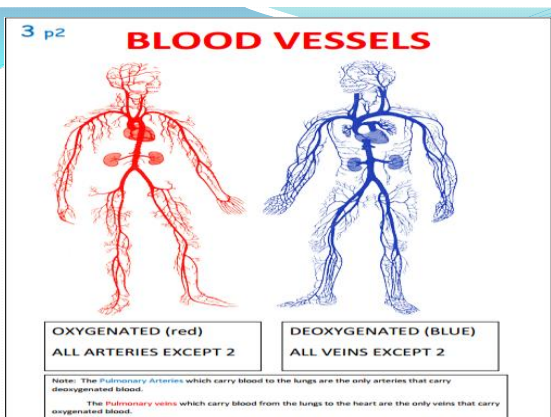 3 p2
BLOOD VESSELS
OXYGENATED (red)
ALL ARTERIES EXCEPT 2
DEOXYGENATED (BLUE)
ALL VEINS EXCEPT 2
Note: The Pulmonary Arteries which carry blood to the lungs are the only arteries that carry
deoxygenated blood.
The Pulmonary veins which carry blood from the lungs to the heart are the only veins that carry
oxygenated blood.